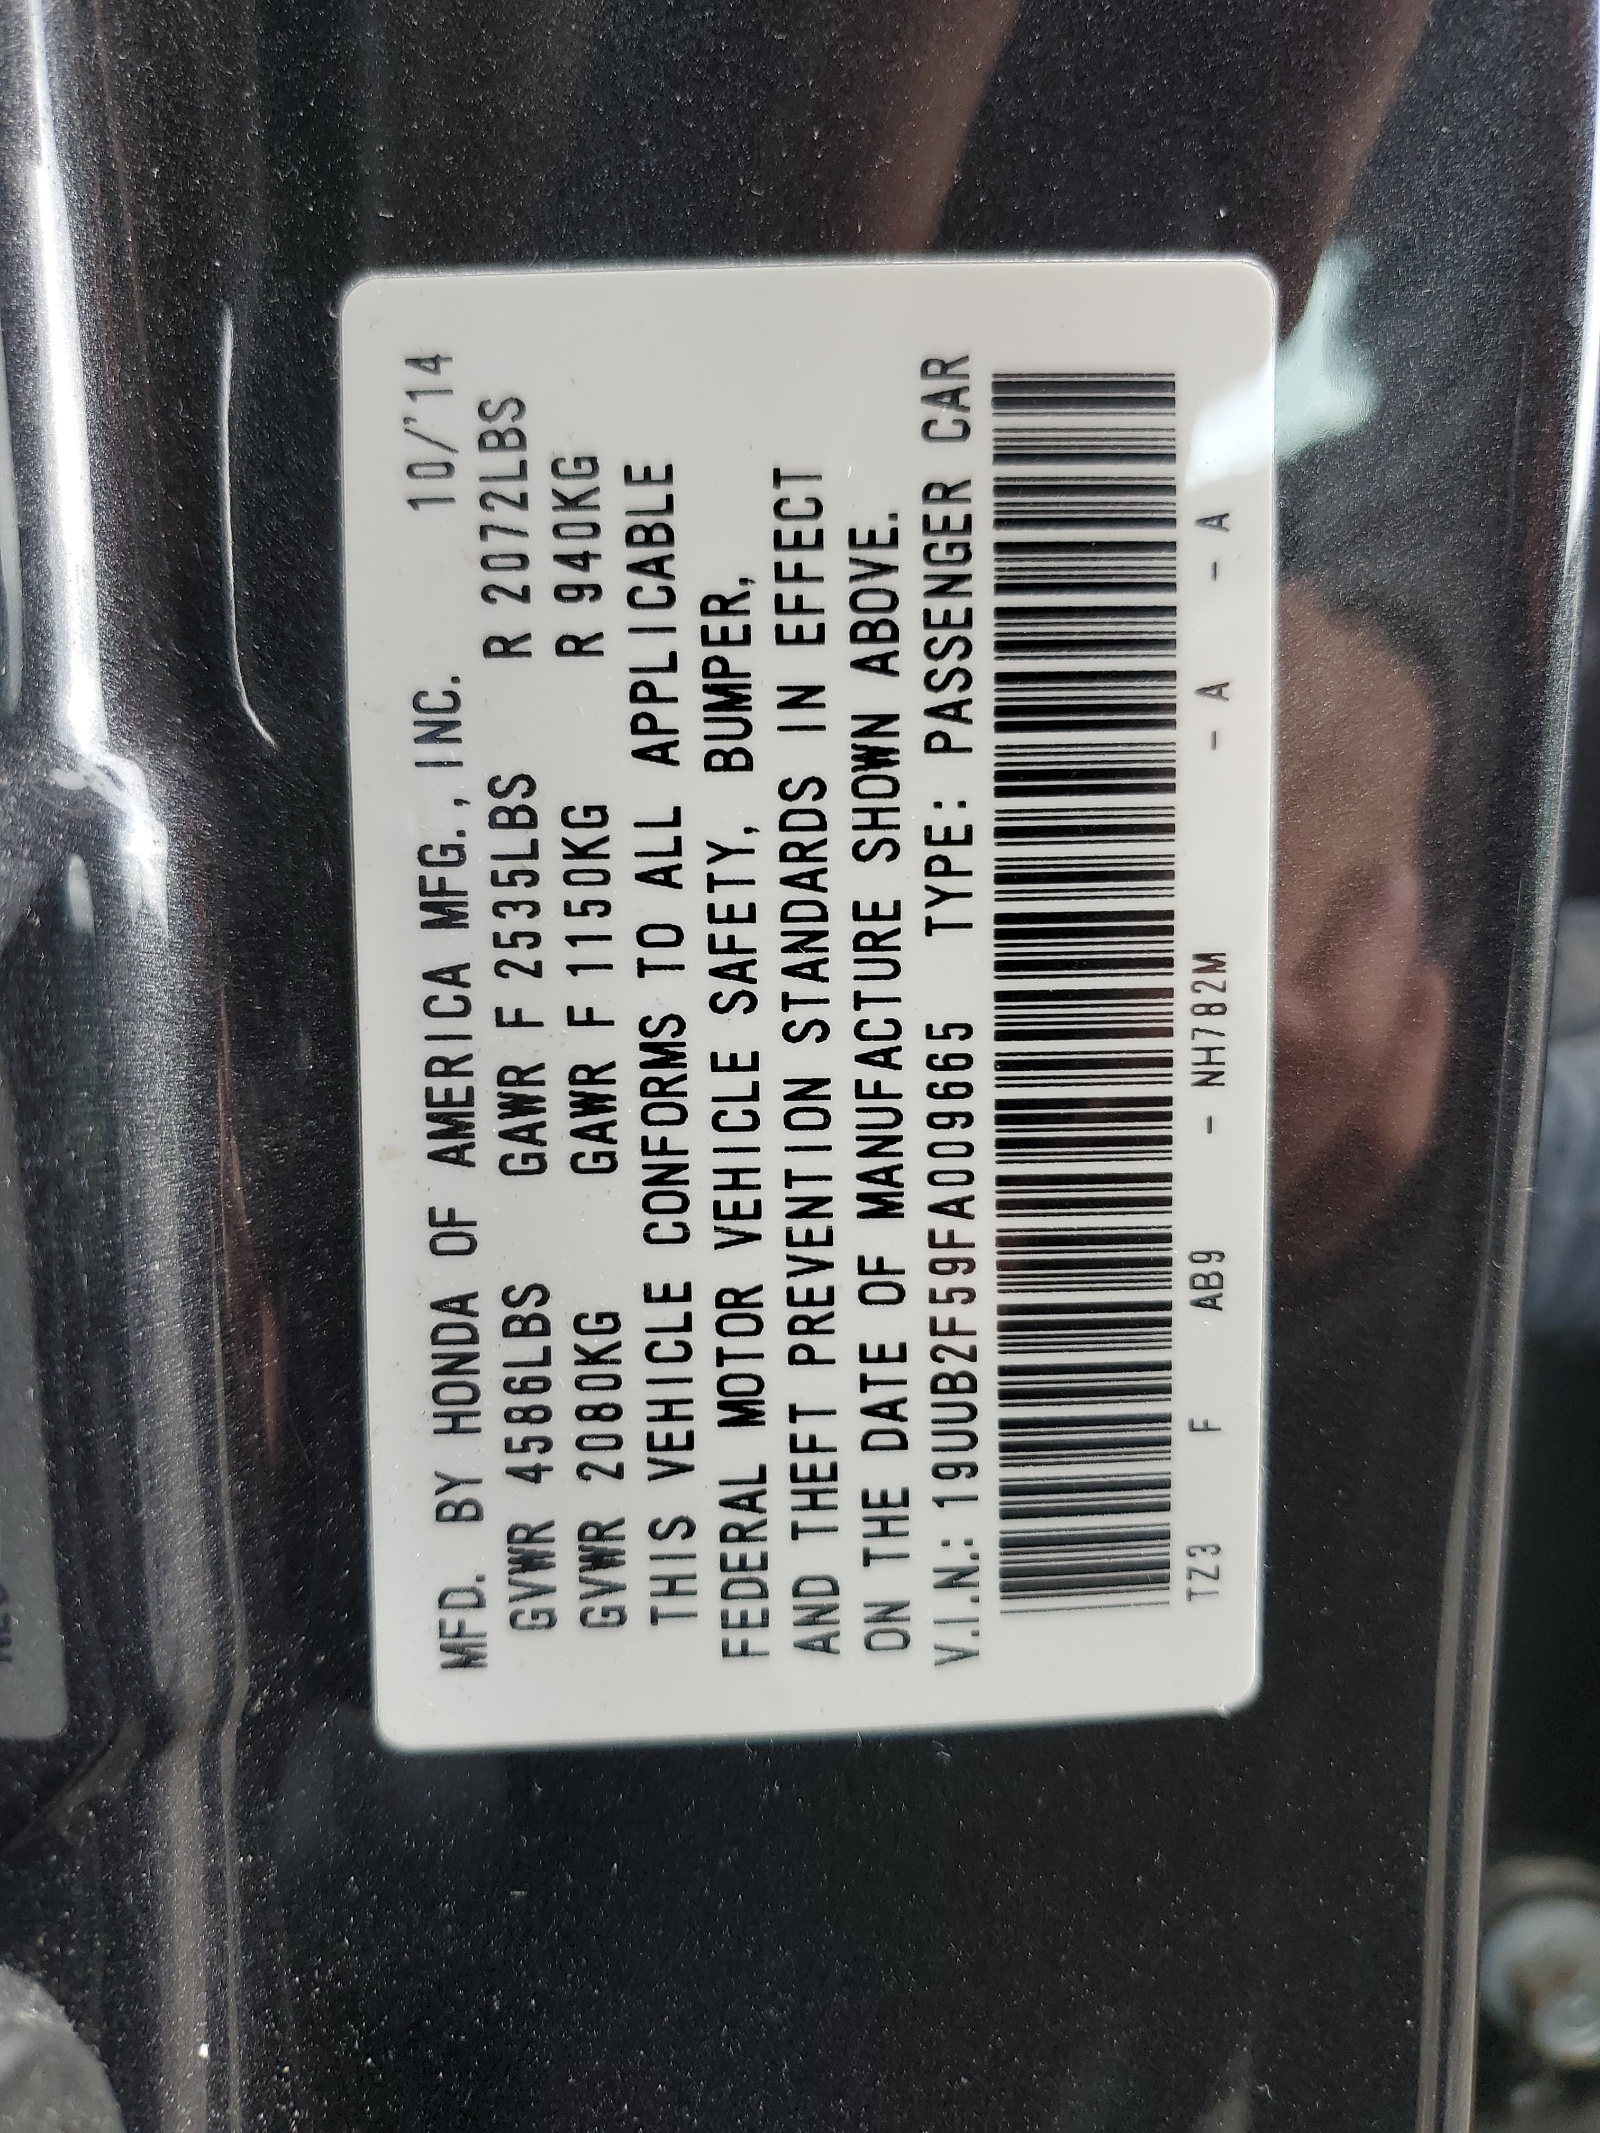 MFD. BY HONDA OF AMERICA MFG., INC. 10/'14
GVWR 4586LBS GAWR F 2535LBS R 2072LBS
GVWR 2080KG GAWR F 1150KG R 940KG
THIS VEHICLE CONFORMS TO ALL APPLICABLE
FEDERAL MOTOR VEHICLE SAFETY, BUMPER,
AND THEFT PREVENTION STANDARDS IN EFFECT
ON THE DATE OF MANUFACTURE SHOWN ABOVE.
V.I.N.: 19UUB2F59FA009665 TYPE: PASSENGER CAR
TZ3 F AB9 - NH782M - A - A